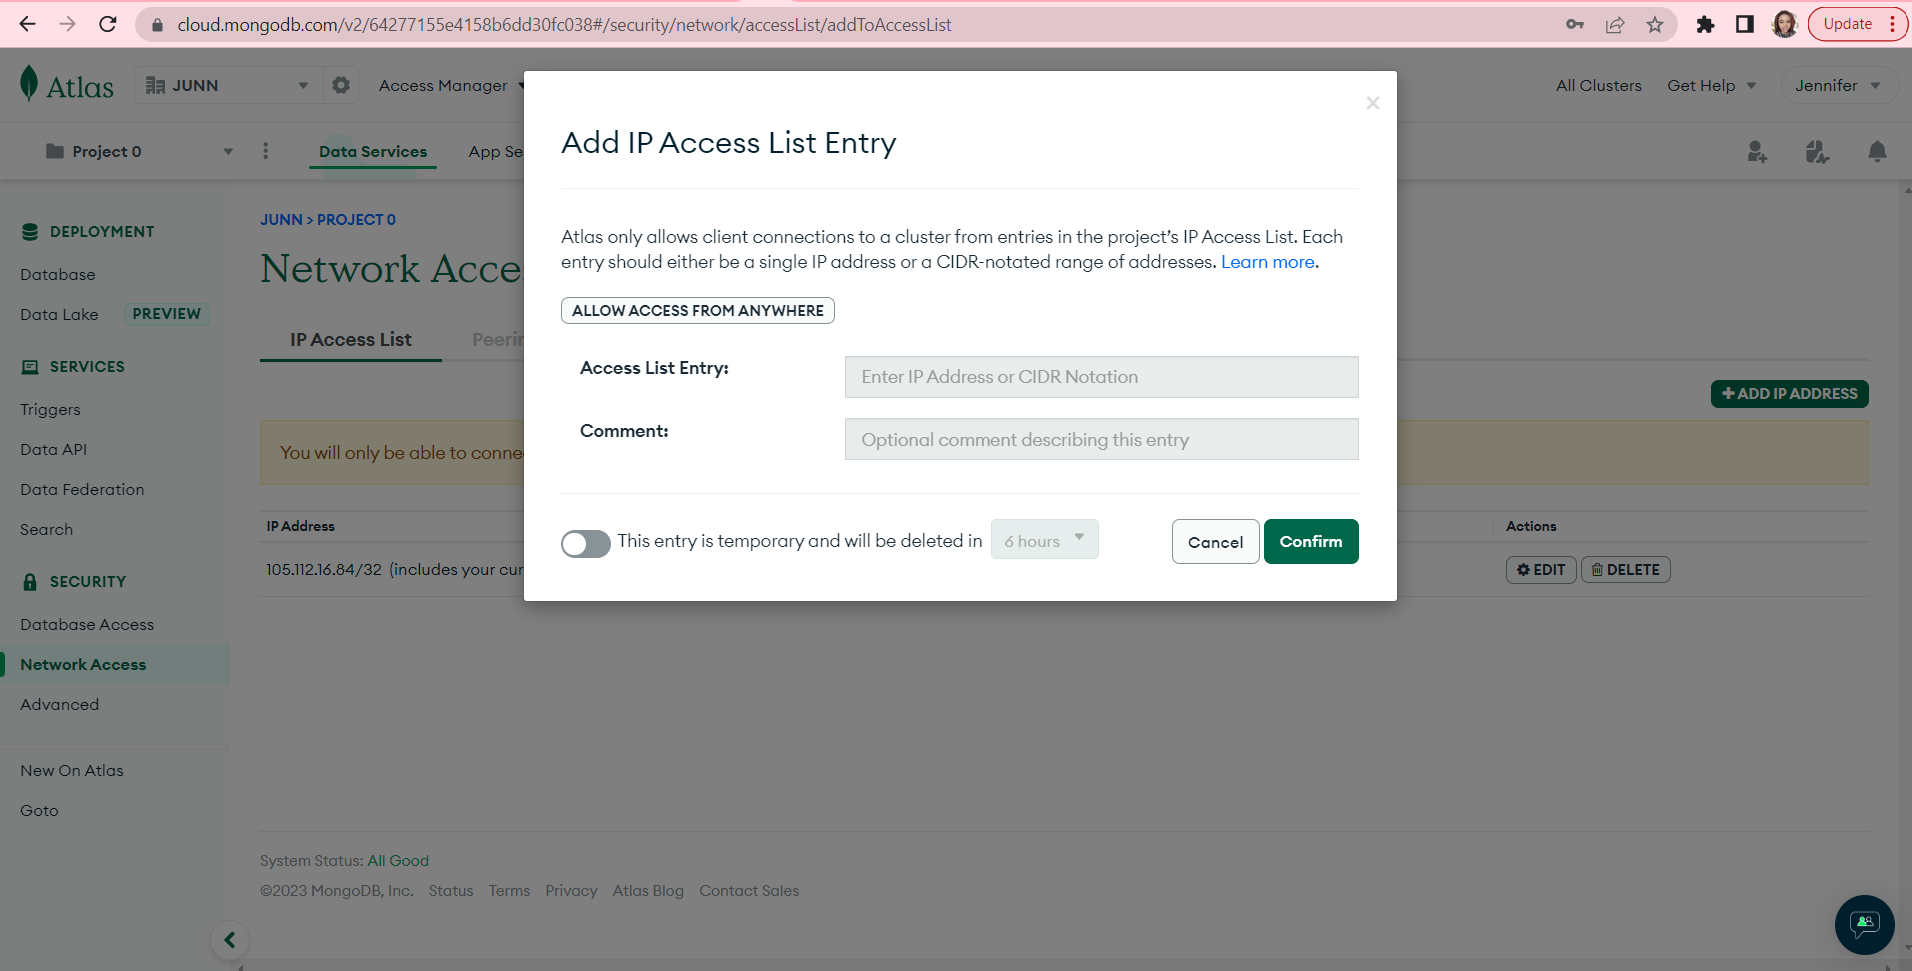 cloud.mongodb.com/v2/64277155e4158b6dd30fc038#/security/network/accessList/addToAccessList
Update
Atlas
JUNN
Access Manager
All Clusters
Get Help
Jennifer
Project 0
Data Services
App Se
DEPLOYMENT
Database
Data Lake
PREVIEW
SERVICES
Triggers
Data API
Data Federation
Search
SECURITY
Database Access
Network Access
Advanced
New On Atlas
Goto
JUNN > PROJECT 0
Network Acce
IP Access List
Peerin
+ ADD IP ADDRESS
You will only be able to conne
IP Address
Actions
105.112.16.84/32 (includes your cur
EDIT
DELETE
Add IP Access List Entry
Atlas only allows client connections to a cluster from entries in the project's IP Access List. Each
entry should either be a single IP address or a CIDR-notated range of addresses. Learn more.
ALLOW ACCESS FROM ANYWHERE
Access List Entry:
Enter IP Address or CIDR Notation
Comment:
Optional comment describing this entry
This entry is temporary and will be deleted in
6 hours
Cancel
Confirm
System Status: All Good
©2023 MongoDB, Inc. Status Terms Privacy Atlas Blog Contact Sales